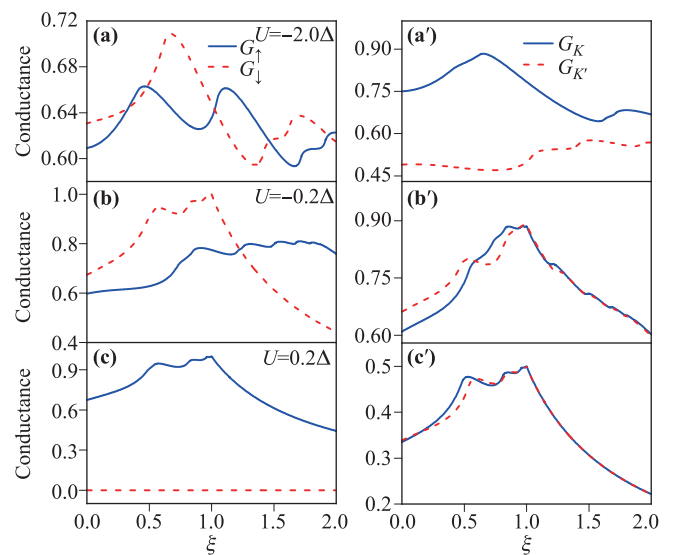 (a) U=−2.0Δ
G↑
G↓
Conductance
0.72
0.68
0.64
0.60
(a′)
G_K
G_K′
0.90
0.75
0.60
0.45
(b) U=−0.2Δ
Conductance
1.0
0.8
0.6
0.4
(b′)
0.90
0.75
0.60
(c) U=0.2Δ
Conductance
0.9
0.6
0.3
0.0
0.0 0.5 1.0 1.5 2.0
ξ
(c′)
0.5
0.4
0.3
0.2
0.0 0.5 1.0 1.5 2.0
ξ